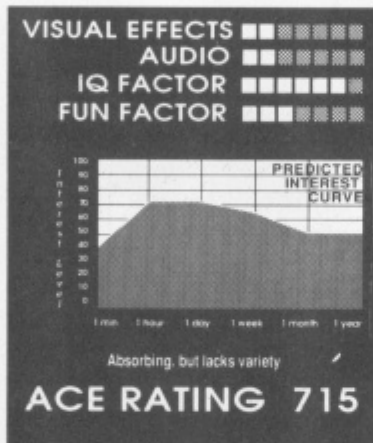 VISUAL EFFECTS
AUDIO
IQ FACTOR
FUN FACTOR
PREDICTED
INTEREST
CURVE
Interest Level
100
90
80
70
60
50
40
30
20
10
0
1 min 1 hour 1 day 1 week 1 month 1 year
Absorbing, but lacks variety
ACE RATING 715